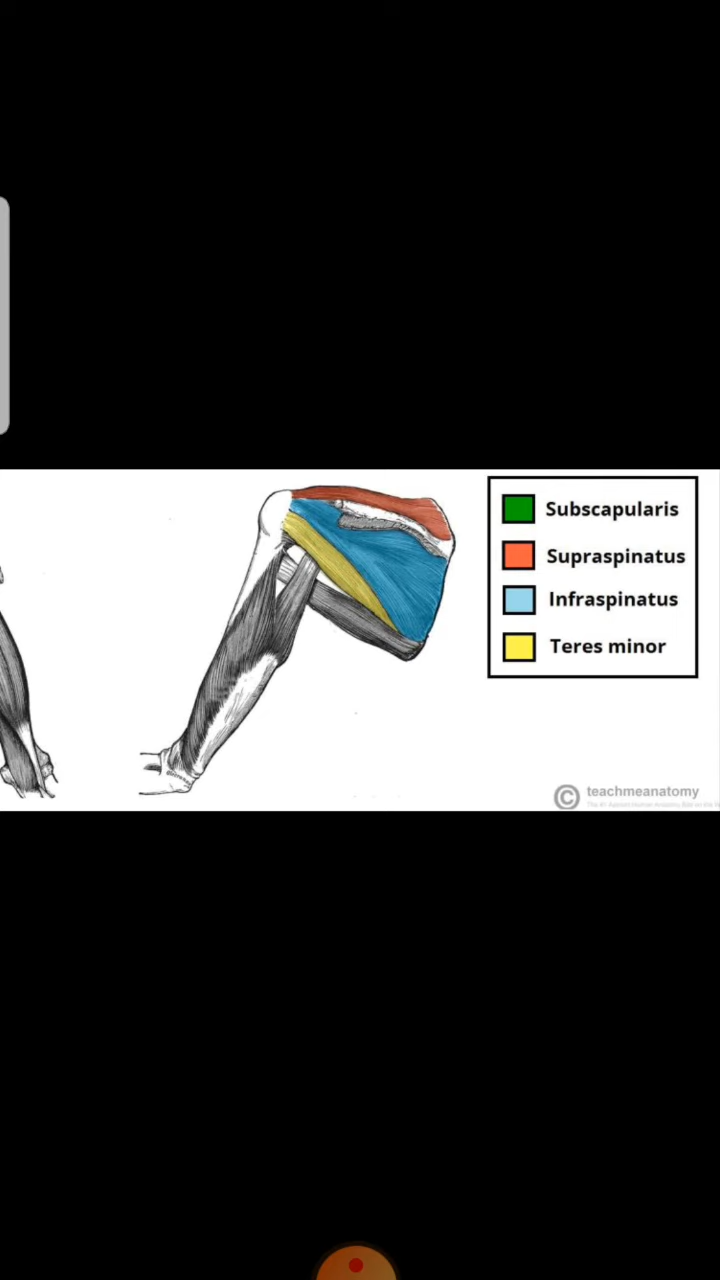 Subscapularis
Supraspinatus
Infraspinatus
Teres minor
© teachmeanatomy